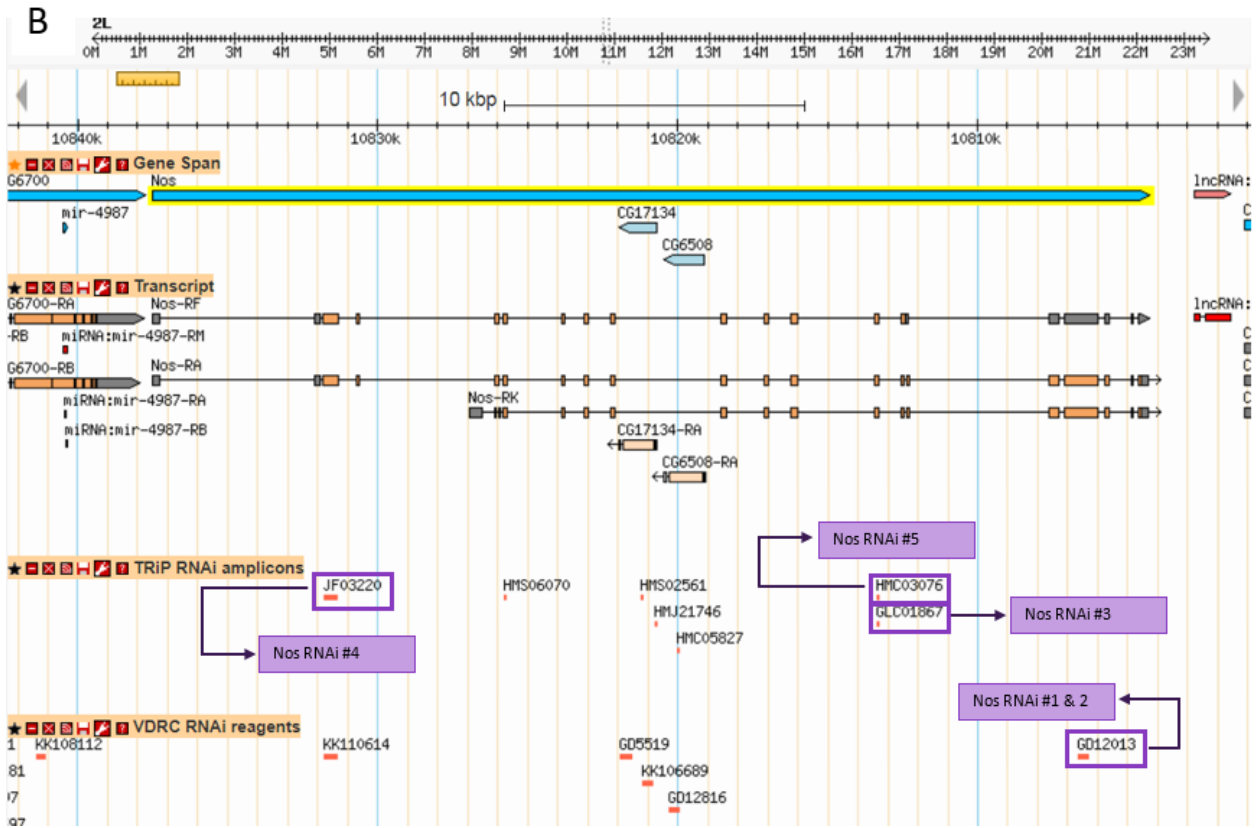 B
2L
0M 1M 2M 3M 4M 5M 6M 7M 8M 9M 10M 11M 12M 13M 14M 15M 16M 17M 18M 19M 20M 21M 22M 23M
10 kbp
10840k 10830k 10820k 10810k
Gene Span
G6700 Nos lncRNA:
mir-4987 CG17134 C
CG6508
Transcript
G6700-RA Nos-RF lncRNA:
-RB miRNA:mir-4987-RM C
G6700-RB Nos-RA C
miRNA:mir-4987-RA Nos-RK C
miRNA:mir-4987-RB CG17134-RA
CG6508-RA
Nos RNAi #5
TRiP RNAi amplicons
JF03220 HMS06070 HMS02561 HMC03076
HMJ21746 GLC01867 Nos RNAi #3
HMC05827
Nos RNAi #4
Nos RNAi #1 & 2
VDRC RNAi reagents
1 KK108112 KK110614 GD5519 GD12013
81 KK106689
97 GD12816
97